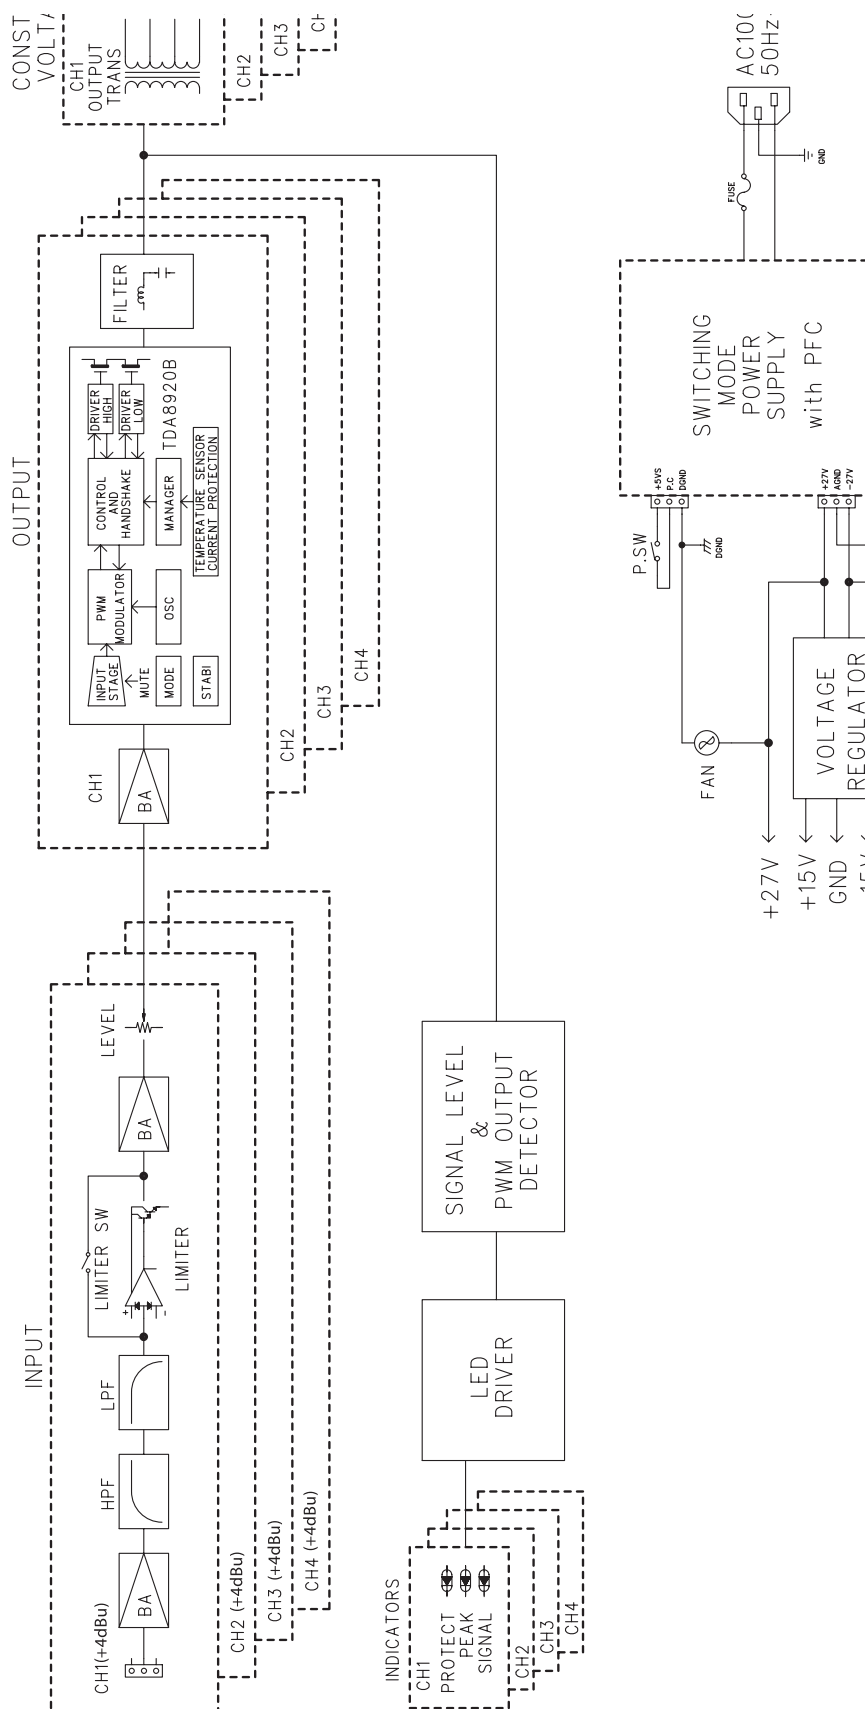 INPUT
CH1(+4dBu)
BA
HPF
LPF
LIMITER SW
+
-
LIMITER
BA
LEVEL
CH2 (+4dBu)
CH3 (+4dBu)
CH4 (+4dBu)
OUTPUT
CH1
BA
INPUT
STAGE
MUTE
MODE
STABI
PWM
MODULATOR
OSC
CONTROL
AND
HANDSHAKE
MANAGER
TEMPERATURE SENSOR
CURRENT PROTECTION
DRIVER
HIGH
DRIVER
LOW
TDA8920B
FILTER
CH2
CH3
CH4
CONST
VOLTA
CH1
OUTPUT
TRANS
CH2
CH3
CH
INDICATORS
CH1
PROTECT
PEAK
SIGNAL
CH2
CH3
CH4
LED
DRIVER
SIGNAL LEVEL
&
PWM OUTPUT
DETECTOR
+27V
+15V
GND
15V
FAN
VOLTAGE
REGULATOR
P.SW
DGND
+5VS
P.C
DGND
+27V
AGND
-27V
SWITCHING
MODE
POWER
SUPPLY
with PFC
FUSE
GND
AC10
50Hz